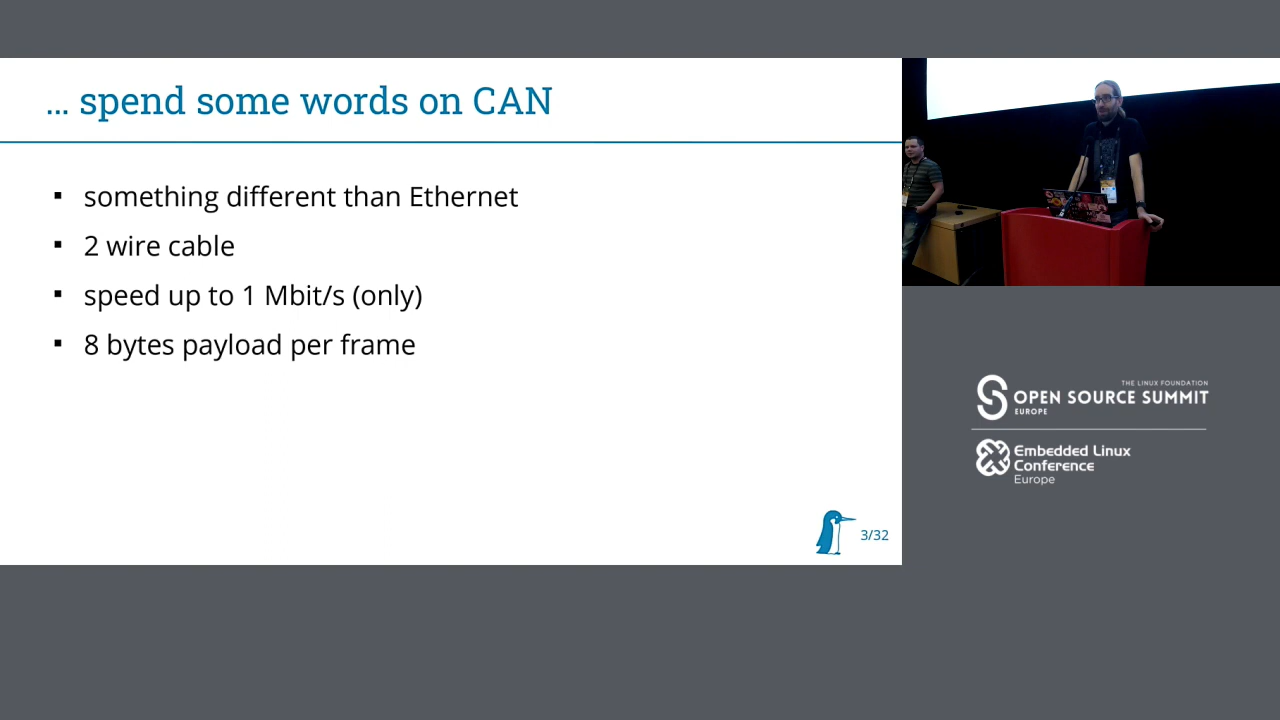 ... spend some words on CAN
▪ something different than Ethernet
▪ 2 wire cable
▪ speed up to 1 Mbit/s (only)
▪ 8 bytes payload per frame
3/32
THE LINUX FOUNDATION
OPEN SOURCE SUMMIT
EUROPE
Embedded Linux
Conference
Europe